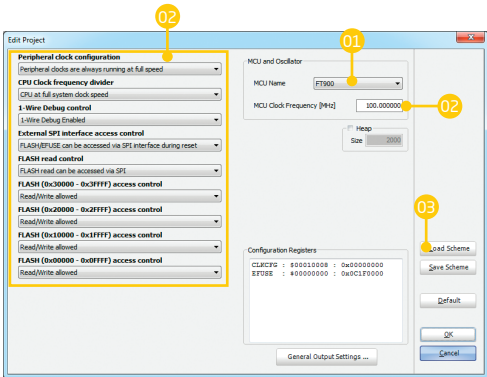 02
Edit Project
01
Peripheral clock configuration
Peripheral clocks are always running at full speed
CPU Clock frequency divider
CPU at full system clock speed
1-Wire Debug control
1-Wire Debug Enabled
External SPI interface access control
FLASH/EFUSE can be accessed via SPI interface during reset
FLASH read control
FLASH read can be accessed via SPI
FLASH (0x30000 - 0x3FFFF) access control
Read/Write allowed
FLASH (0x20000 - 0x2FFFF) access control
Read/Write allowed
FLASH (0x10000 - 0x1FFFF) access control
Read/Write allowed
FLASH (0x00000 - 0x0FFFF) access control
Read/Write allowed
MCU and Oscillator
MCU Name
FT900
MCU Clock Frequency [MHz]
100.000000
02
Heap
Size
2000
03
Load Scheme
Save Scheme
Default
OK
Cancel
Configuration Registers
CLKCFG : $00010008 : 0x00000000
EFUSE : #00000000 : 0x0C1F0000
General Output Settings ...